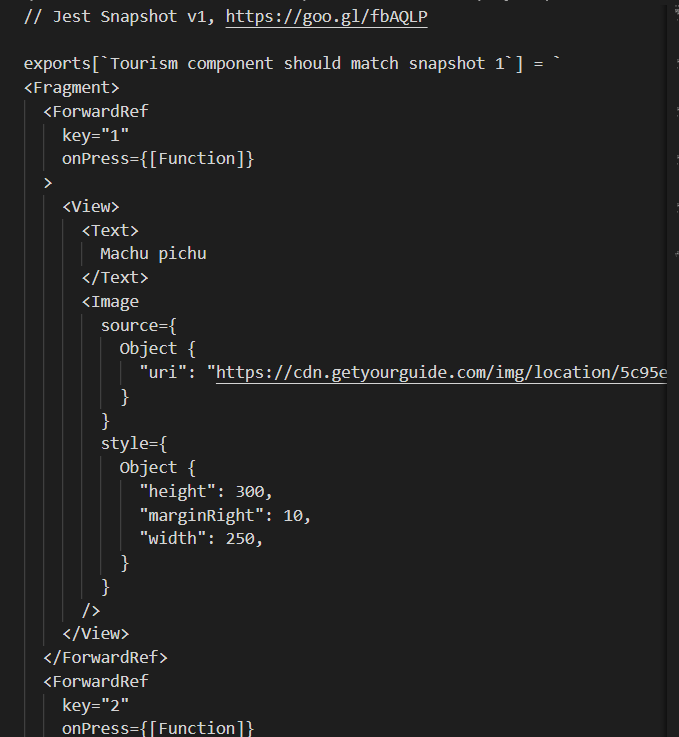 // Jest Snapshot v1, https://goo.gl/fbAQLP
exports[`Tourism component should match snapshot 1`] = `
<Fragment>
<ForwardRef
key="1"
onPress={[Function]}
>
<View>
<Text>
Machu pichu
</Text>
<Image
source={
Object {
"uri": "https://cdn.getyourguide.com/img/location/5c95e
}
}
style={
Object {
"height": 300,
"marginRight": 10,
"width": 250,
}
}
/>
</View>
</ForwardRef>
<ForwardRef
key="2"
onPress={[Function]}